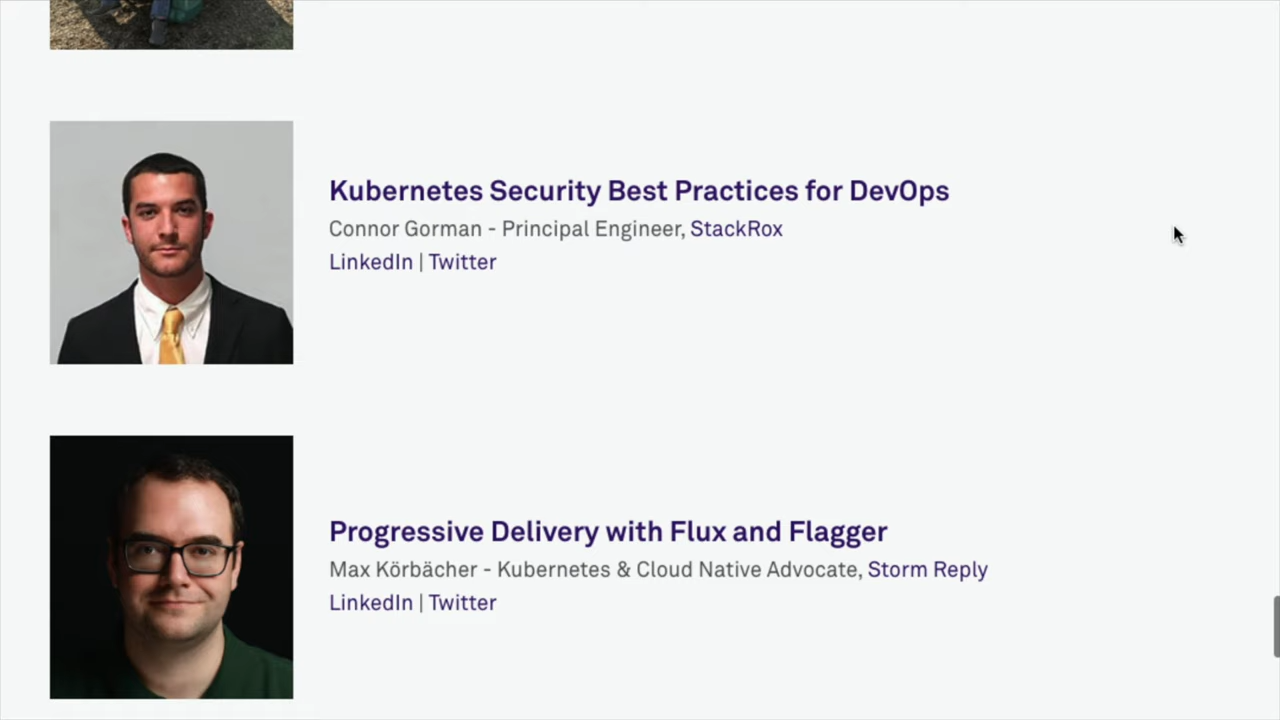 Kubernetes Security Best Practices for DevOps
Connor Gorman - Principal Engineer, StackRox
LinkedIn | Twitter
Progressive Delivery with Flux and Flagger
Max Körbächer - Kubernetes & Cloud Native Advocate, Storm Reply
LinkedIn | Twitter